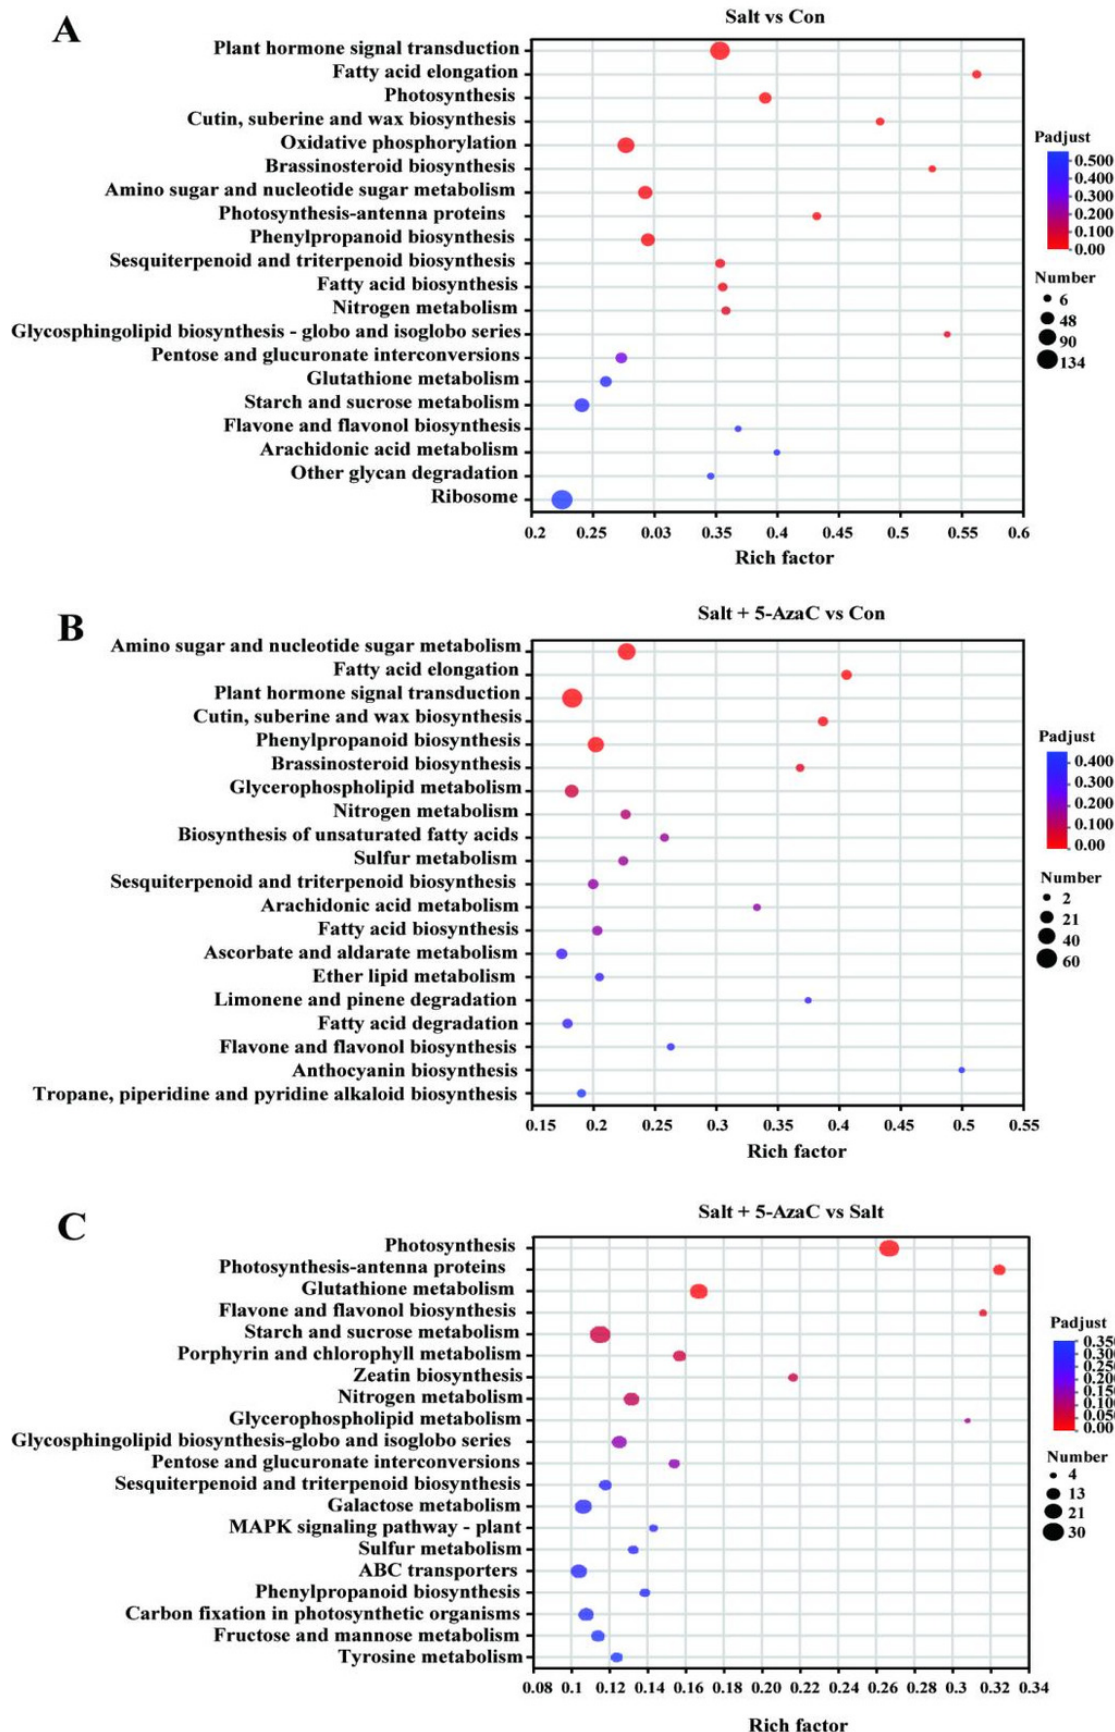 A
Salt vs Con
Plant hormone signal transduction
Fatty acid elongation
Photosynthesis
Cutin, suberine and wax biosynthesis
Oxidative phosphorylation
Brassinosteroid biosynthesis
Amino sugar and nucleotide sugar metabolism
Photosynthesis-antenna proteins
Phenylpropanoid biosynthesis
Sesquiterpenoid and triterpenoid biosynthesis
Fatty acid biosynthesis
Nitrogen metabolism
Glycosphingolipid biosynthesis - globo and isoglobo series
Pentose and glucuronate interconversions
Glutathione metabolism
Starch and sucrose metabolism
Flavone and flavonol biosynthesis
Arachidonic acid metabolism
Other glycan degradation
Ribosome
0.2 0.25 0.03 0.35 0.4 0.45 0.5 0.55 0.6
Rich factor
Padjust
0.500
0.400
0.300
0.200
0.100
0.00
Number
6
48
90
134
B
Salt + 5-AzaC vs Con
Amino sugar and nucleotide sugar metabolism
Fatty acid elongation
Plant hormone signal transduction
Cutin, suberine and wax biosynthesis
Phenylpropanoid biosynthesis
Brassinosteroid biosynthesis
Glycerophospholipid metabolism
Nitrogen metabolism
Biosynthesis of unsaturated fatty acids
Sulfur metabolism
Sesquiterpenoid and triterpenoid biosynthesis
Arachidonic acid metabolism
Fatty acid biosynthesis
Ascorbate and aldarate metabolism
Ether lipid metabolism
Limonene and pinene degradation
Fatty acid degradation
Flavone and flavonol biosynthesis
Anthocyanin biosynthesis
Tropane, piperidine and pyridine alkaloid biosynthesis
0.15 0.2 0.25 0.3 0.35 0.4 0.45 0.5 0.55
Rich factor
Padjust
0.400
0.300
0.200
0.100
0.00
Number
2
21
40
60
C
Salt + 5-AzaC vs Salt
Photosynthesis
Photosynthesis-antenna proteins
Glutathione metabolism
Flavone and flavonol biosynthesis
Starch and sucrose metabolism
Porphyrin and chlorophyll metabolism
Zeatin biosynthesis
Nitrogen metabolism
Glycerophospholipid metabolism
Glycosphingolipid biosynthesis-globo and isoglobo series
Pentose and glucuronate interconversions
Sesquiterpenoid and triterpenoid biosynthesis
Galactose metabolism
MAPK signaling pathway - plant
Sulfur metabolism
ABC transporters
Phenylpropanoid biosynthesis
Carbon fixation in photosynthetic organisms
Fructose and mannose metabolism
Tyrosine metabolism
0.08 0.1 0.12 0.14 0.16 0.18 0.20 0.22 0.24 0.26 0.28 0.3 0.32 0.34
Rich factor
Padjust
0.350
0.300
0.250
0.200
0.150
0.100
0.050
0.00
Number
4
13
21
30